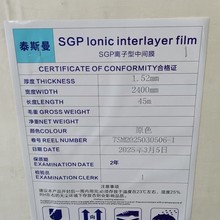 泰斯曼
SGP Ionic interlayer film
SGP离子型中间膜
CERTIFICATE OF CONFORMITY合格证
厚度THICKNESS 1.52mm
宽度WIDTH 2400mm
长度LENGTH 45m
毛重GROSS WEIGHT
净重NET WEIGHT
颜色COLOUR 原色
卷号REEL NUMBER TSM2025030506-1
检验日期 2025年3月5日
质保期 2年
EXAMINATION DATE
检验员
EXAMINATION CLERK 1